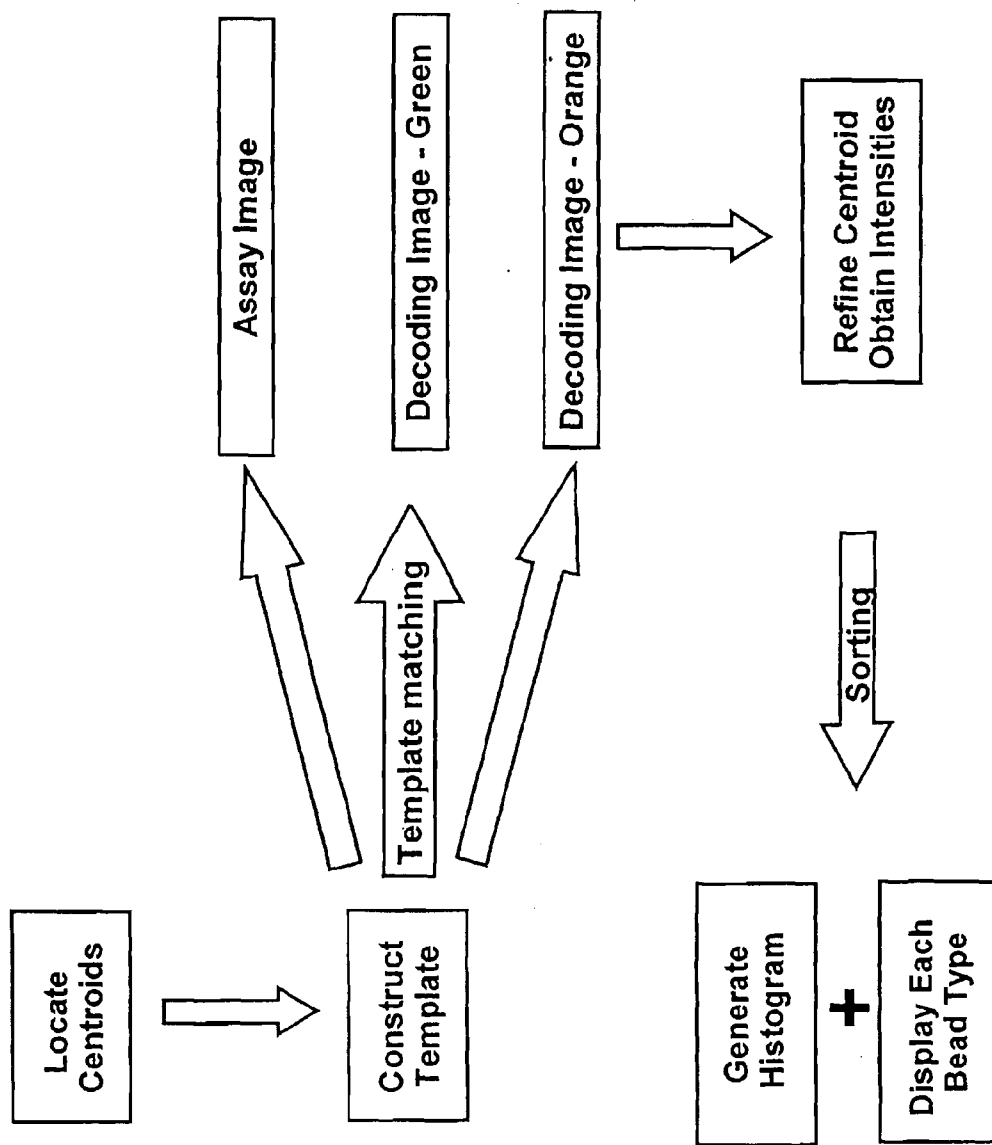 Locate
Centroids
Construct
Template
Template matching
Assay Image
Decoding Image - Green
Decoding Image - Orange
Refine Centroid
Obtain Intensities
Sorting
Generate
Histogram
+
Display Each
Bead Type